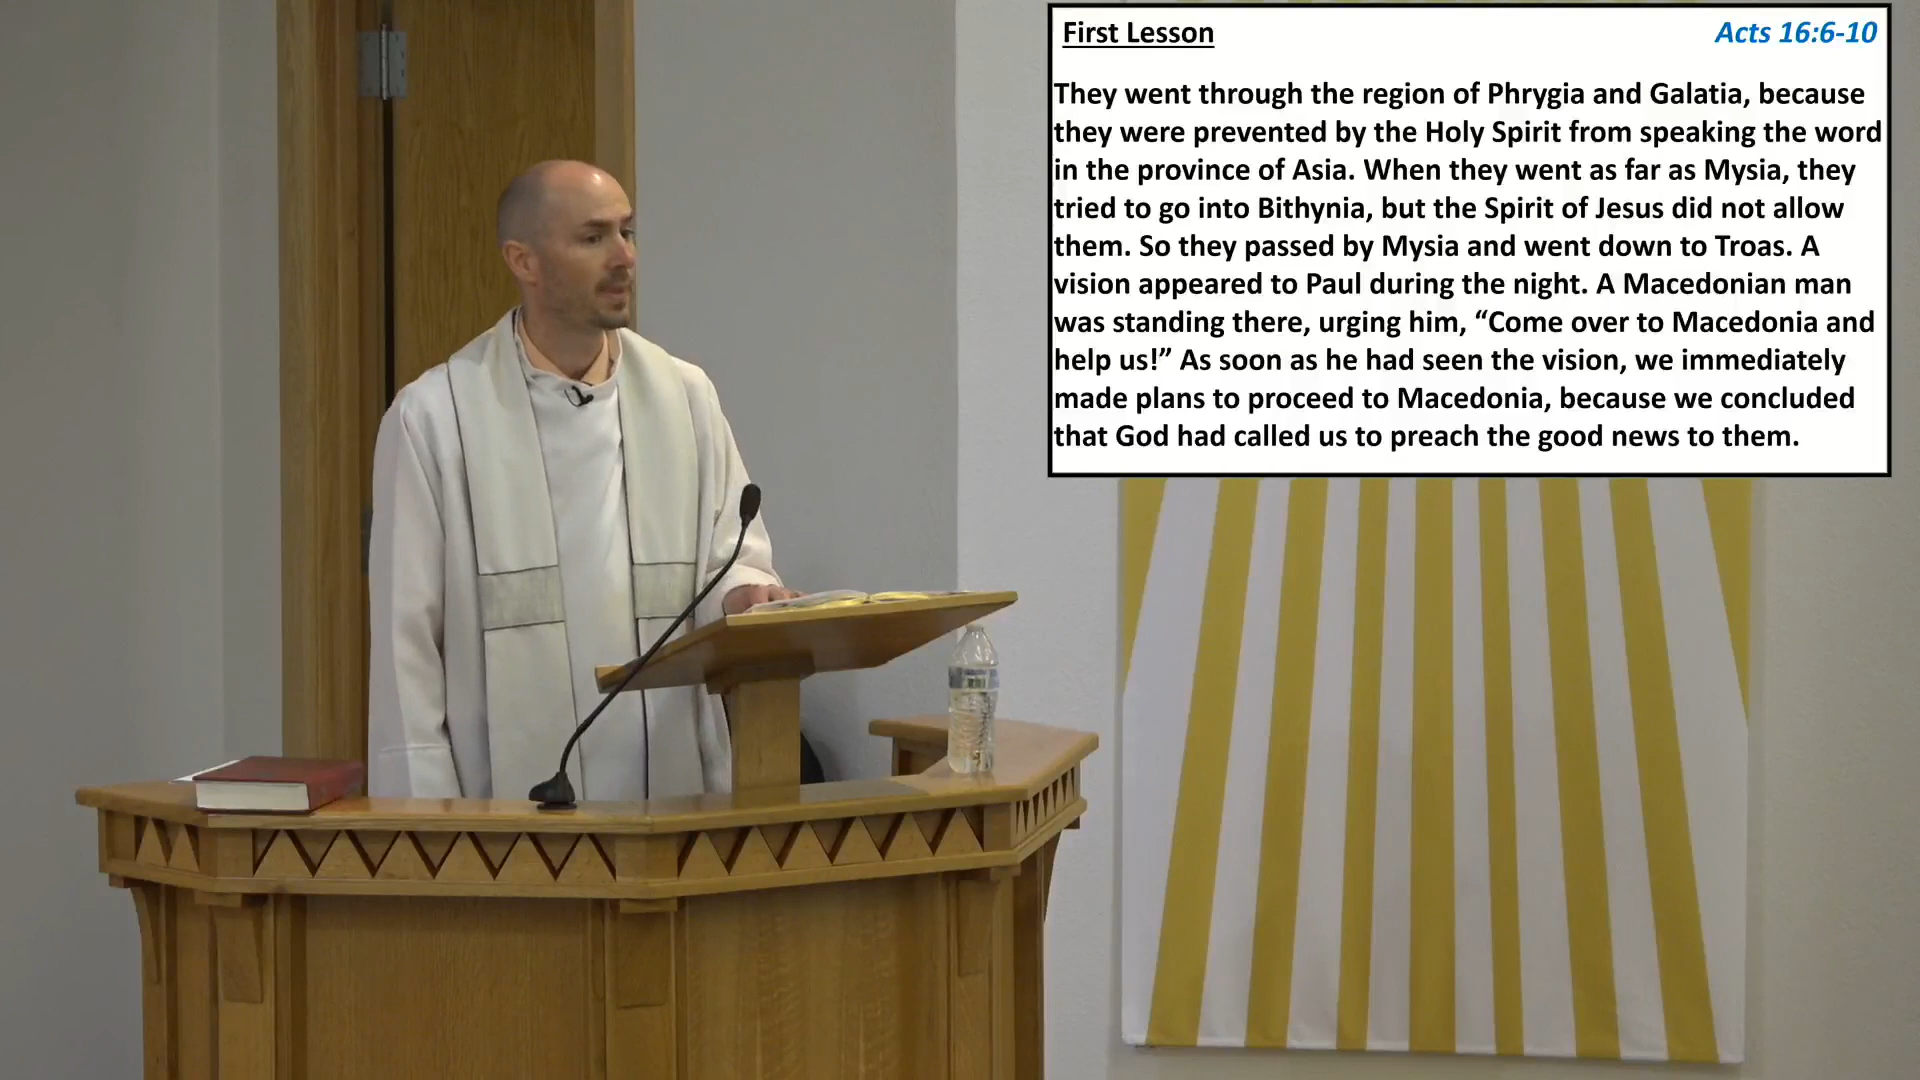 First Lesson
Acts 16:6-10
They went through the region of Phrygia and Galatia, because
they were prevented by the Holy Spirit from speaking the word
in the province of Asia. When they went as far as Mysia, they
tried to go into Bithynia, but the Spirit of Jesus did not allow
them. So they passed by Mysia and went down to Troas. A
vision appeared to Paul during the night. A Macedonian man
was standing there, urging him, “Come over to Macedonia and
help us!” As soon as he had seen the vision, we immediately
made plans to proceed to Macedonia, because we concluded
that God had called us to preach the good news to them.